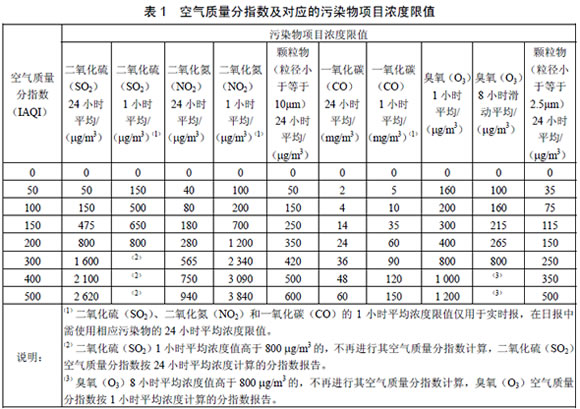 表 1 空气质量分指数及对应的污染物项目浓度限值
空气质量
分指数
(IAQI)
污染物项目浓度限值
二氧化硫
(SO2)
24 小时
平均/
(μg/m3)
二氧化硫
(SO2)
1 小时
平均/
(μg/m3)(1)
二氧化氮
(NO2)
24 小时
平均/
(μg/m3)
二氧化氮
(NO2)
1 小时
平均/
(μg/m3)(1)
颗粒物
(粒径小
于等于
10μm)
24 小时
平均/
(μg/m3)
一氧化碳
(CO)
24 小时
平均/
(mg/m3)
一氧化碳
(CO)
1 小时
平均/
(mg/m3)(1)
臭氧(O3)
1 小时
平均/
(μg/m3)
臭氧(O3)
8 小时滑
动平均/
(μg/m3)
颗粒物
(粒径小
于等于
2.5μm)
24 小时
平均/
(μg/m3)
0 0 0 0 0 0 0 0 0 0 0
50 50 150 40 100 50 2 5 160 100 35
100 150 500 80 200 150 4 10 200 160 75
150 475 650 180 700 250 14 35 300 215 115
200 800 800 280 1 200 350 24 60 400 265 150
300 1 600 (2) 565 2 340 420 36 90 800 800 250
400 2 100 (2) 750 3 090 500 48 120 1 000 (3) 350
500 2 620 (2) 940 3 840 600 60 150 1 200 (3) 500
说明:
(1) 二氧化硫(SO2)、二氧化氮(NO2)和一氧化碳(CO)的 1 小时平均浓度限值仅用于实时报,在日报中
需使用相应污染物的 24 小时平均浓度限值。
(2) 二氧化硫(SO2)1 小时平均浓度值高于 800 μg/m3 的,不再进行其空气质量分指数计算,二氧化硫(SO2)
空气质量分指数按 24 小时平均浓度计算的分指数报告。
(3) 臭氧(O3)8 小时平均浓度值高于 800 μg/m3 的,不再进行其空气质量分指数计算,臭氧(O3)空气质量
分指数按 1 小时平均浓度计算的分指数报告。